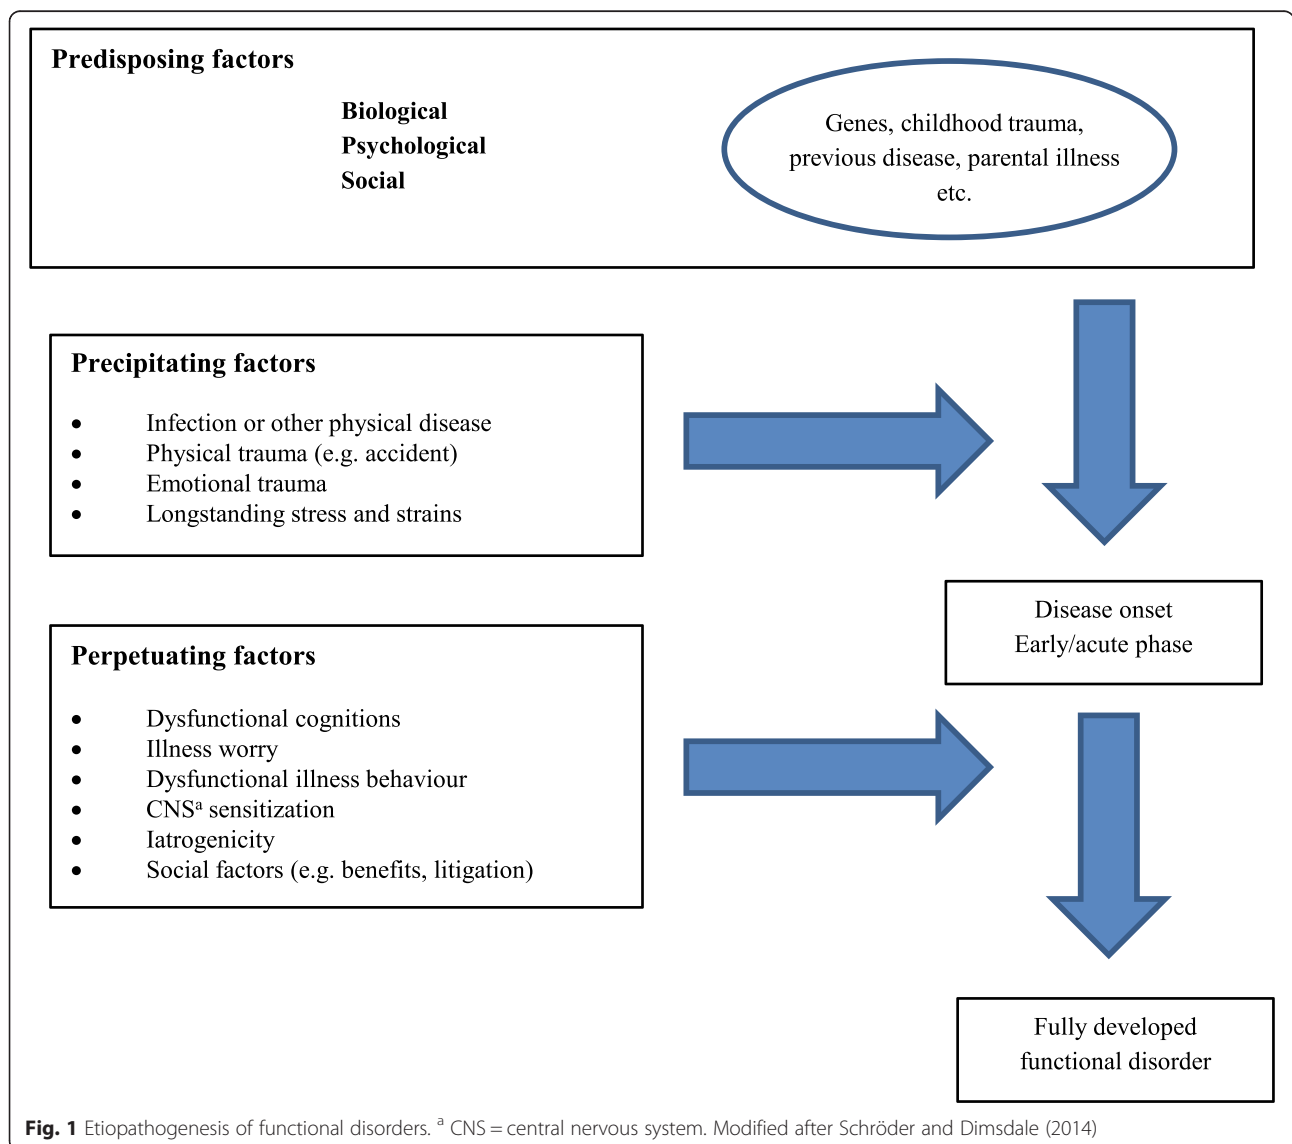 Predisposing factors
Biological
Psychological
Social
Genes, childhood trauma,
previous disease, parental illness
etc.
Precipitating factors
• Infection or other physical disease
• Physical trauma (e.g. accident)
• Emotional trauma
• Longstanding stress and strains
Disease onset
Early/acute phase
Perpetuating factors
• Dysfunctional cognitions
• Illness worry
• Dysfunctional illness behaviour
• CNSᵃ sensitization
• Iatrogenicity
• Social factors (e.g. benefits, litigation)
Fully developed
functional disorder
Fig. 1 Etiopathogenesis of functional disorders. ᵃ CNS = central nervous system. Modified after Schröder and Dimsdale (2014)